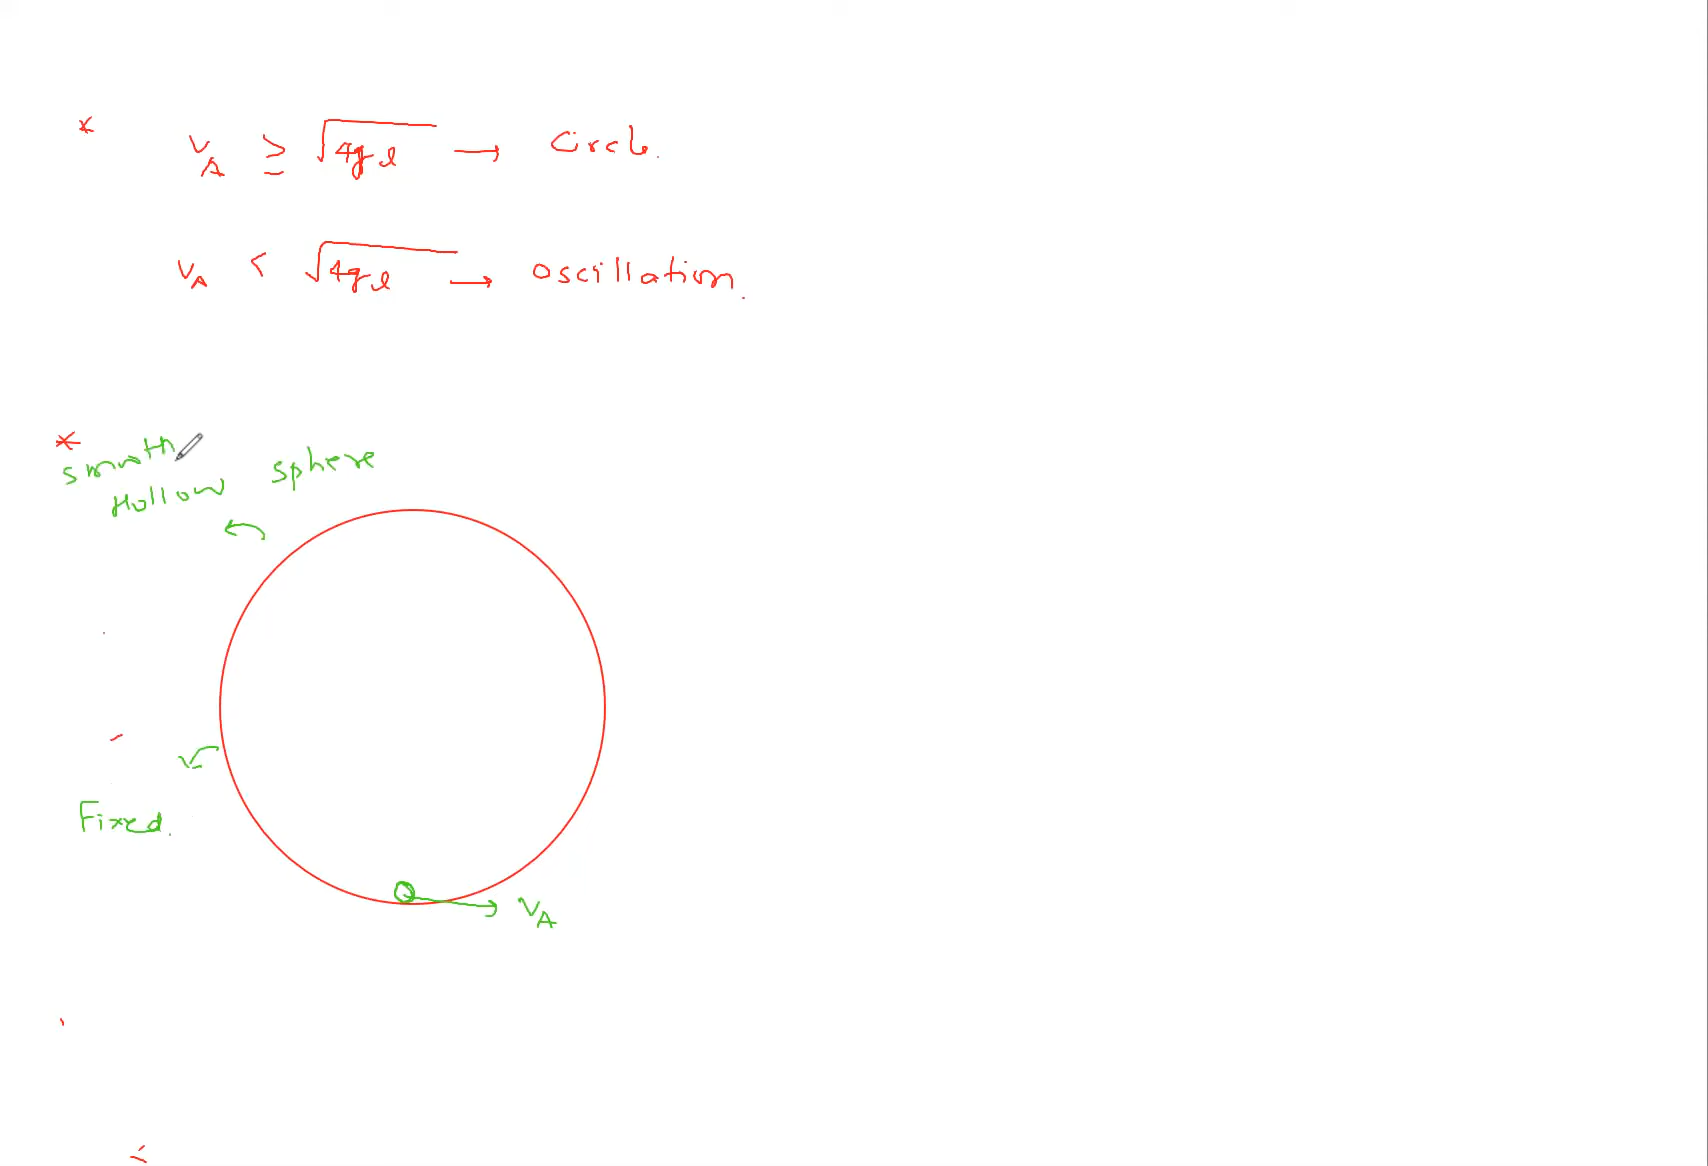 * v_A ≥ √4gl → Circle.
v_A < √4gl → oscillation.
*
Smooth
Hollow sphere
Fixed.
v_A